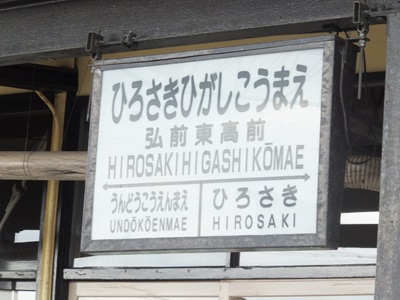 ひろさきひがしこうまえ
弘前東高前
HIROSAKIHIGASHIKŌMAE
うんどうこうえんまえ ひろさき
UNDŌKŌENMAE HIROSAKI